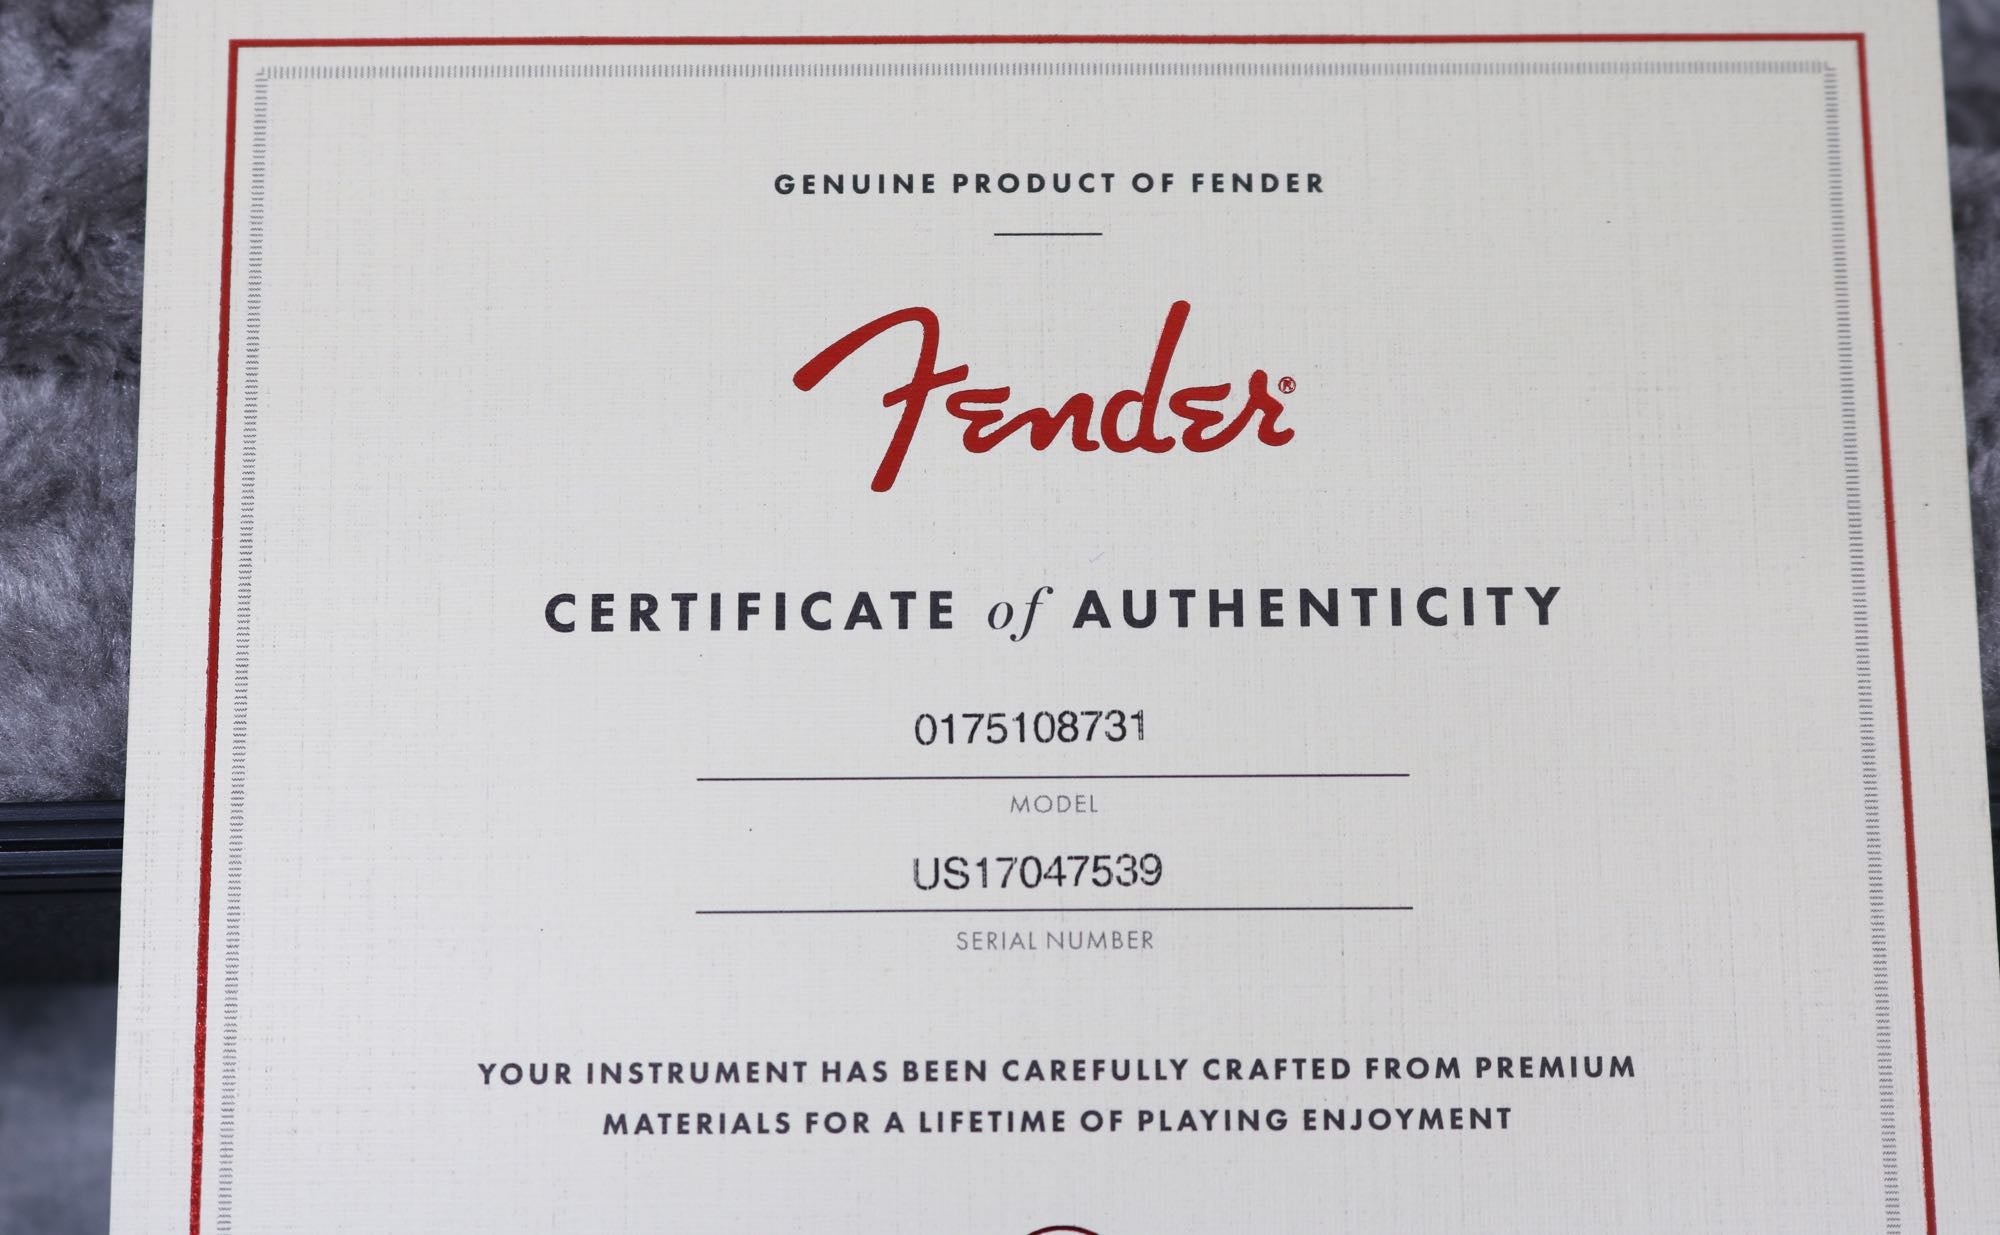 GENUINE PRODUCT OF FENDER
Fender®
CERTIFICATE of AUTHENTICITY
0175108731
MODEL
US17047539
SERIAL NUMBER
YOUR INSTRUMENT HAS BEEN CAREFULLY CRAFTED FROM PREMIUM
MATERIALS FOR A LIFETIME OF PLAYING ENJOYMENT